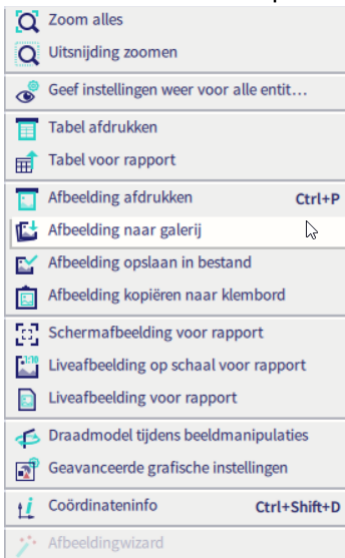 Zoom alles
Uitsnijding zoomen
Geef instellingen weer voor alle entit...
Tabel afdrukken
Tabel voor rapport
Afbeelding afdrukken Ctrl+P
Afbeelding naar galerij
Afbeelding opslaan in bestand
Afbeelding kopiëren naar klembord
Schermafbeelding voor rapport
1:10 Liveafbeelding op schaal voor rapport
Liveafbeelding voor rapport
Draadmodel tijdens beeldmanipulaties
Geavanceerde grafische instellingen
Coördinateninfo Ctrl+Shift+D
Afbeeldingwizard